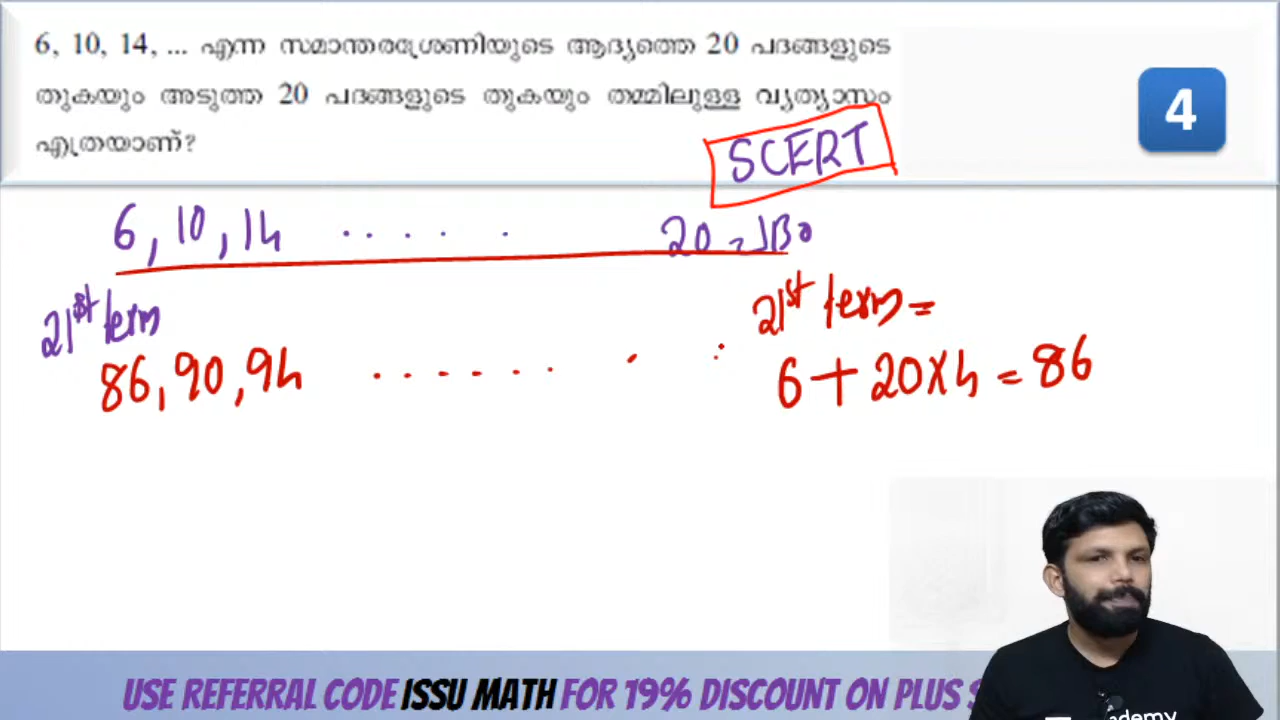 6, 10, 14, ... എന്ന സമാന്തരശ്രേണിയുടെ ആദ്യത്തെ 20 പദങ്ങളുടെ
തുകയും അടുത്ത 20 പദങ്ങളുടെ തുകയും തമ്മിലുള്ള വ്യത്യാസം
എത്രയാണ്?
4
SCERT
6, 10, 14 . . . . . 20
21st term
21st term =
86, 90, 94 . . . . . . . .
6 + 20 x 4 = 86
USE REFERRAL CODE ISSU MATH FOR 19% DISCOUNT ON PLUS